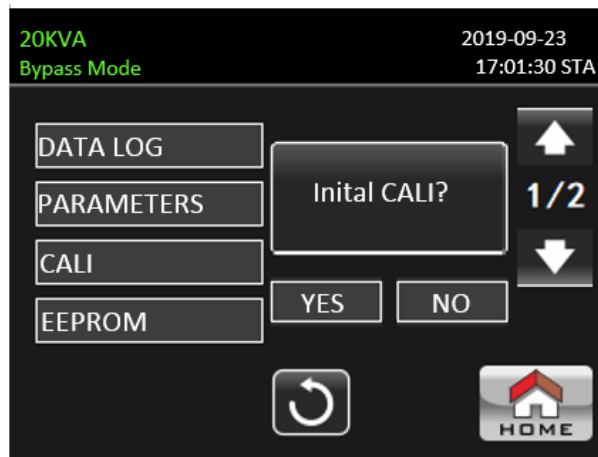 20KVA
2019-09-23
Bypass Mode
17:01:30 STA
DATA LOG
PARAMETERS
CALI
EEPROM
Inital CALI?
YES
NO
1/2
HOME